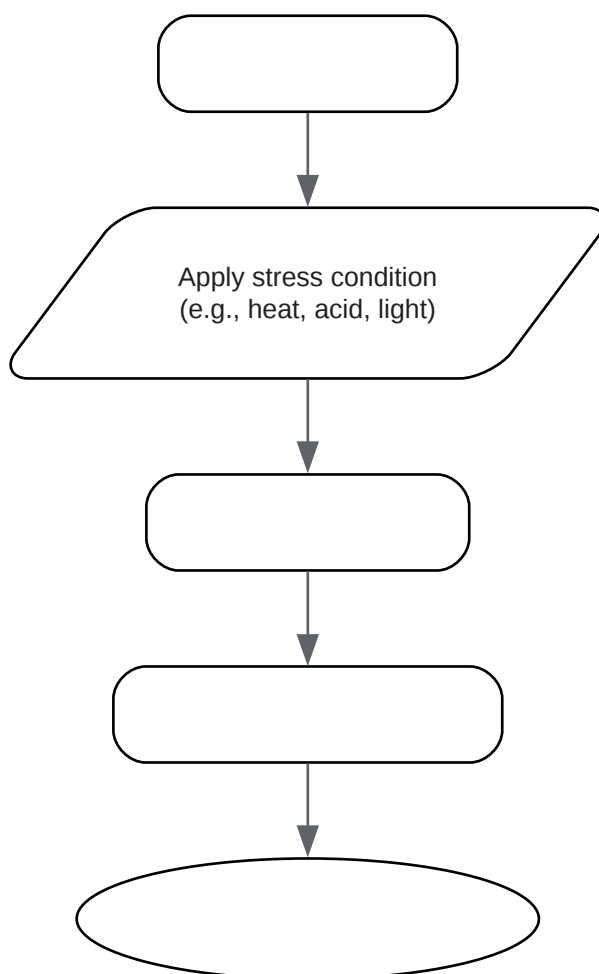 Apply stress condition
(e.g., heat, acid, light)